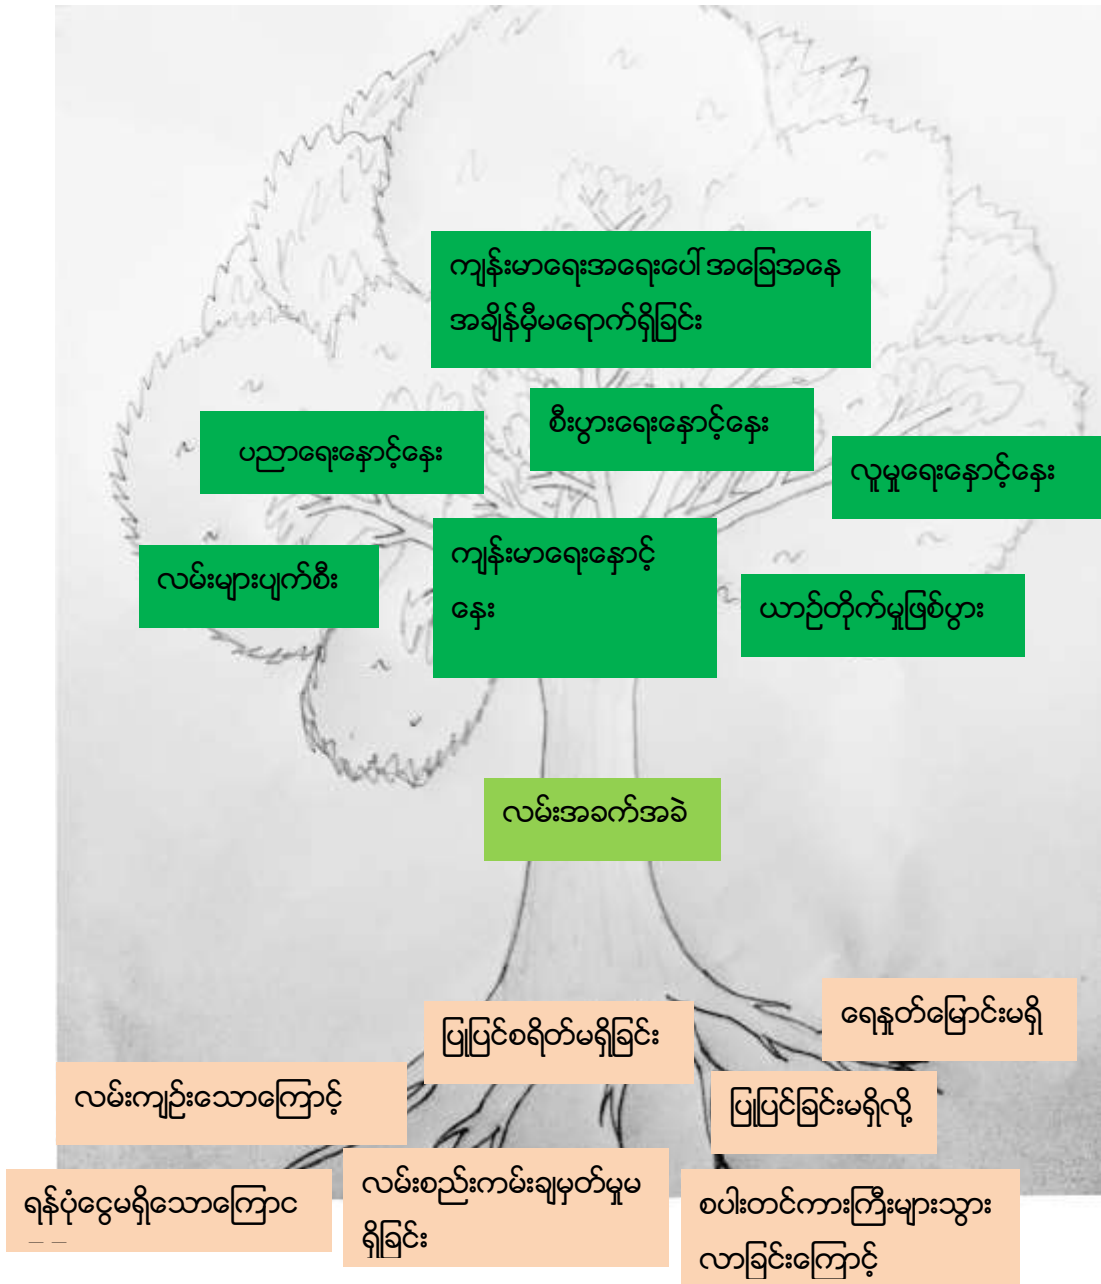 ကျန်းမာရေးအရေးပေါ် အခြေအနေ
အချိန်မှီမရောက်ရှိခြင်း
စီးပွားရေးနှောင့်နှေး
ပညာရေးနှောင့်နှေး
လူမှုရေးနှောင့်နှေး
ကျန်းမာရေးနှောင့်
နှေး
လမ်းများပျက်စီး
ယာဉ်တိုက်မှုဖြစ်ပွား
လမ်းအခက်အခဲ
ရေနှုတ်မြောင်းမရှိ
ပြုပြင်စရိတ်မရှိခြင်း
လမ်းကျဉ်းသောကြောင့်
ပြုပြင်ခြင်းမရှိလို့
ရန်ပုံငွေမရှိသောကြောင
လမ်းစည်းကမ်းချမှတ်မှုမ
ရှိခြင်း
စပါးတင်ကားကြီးများသွား
လာခြင်းကြောင့်